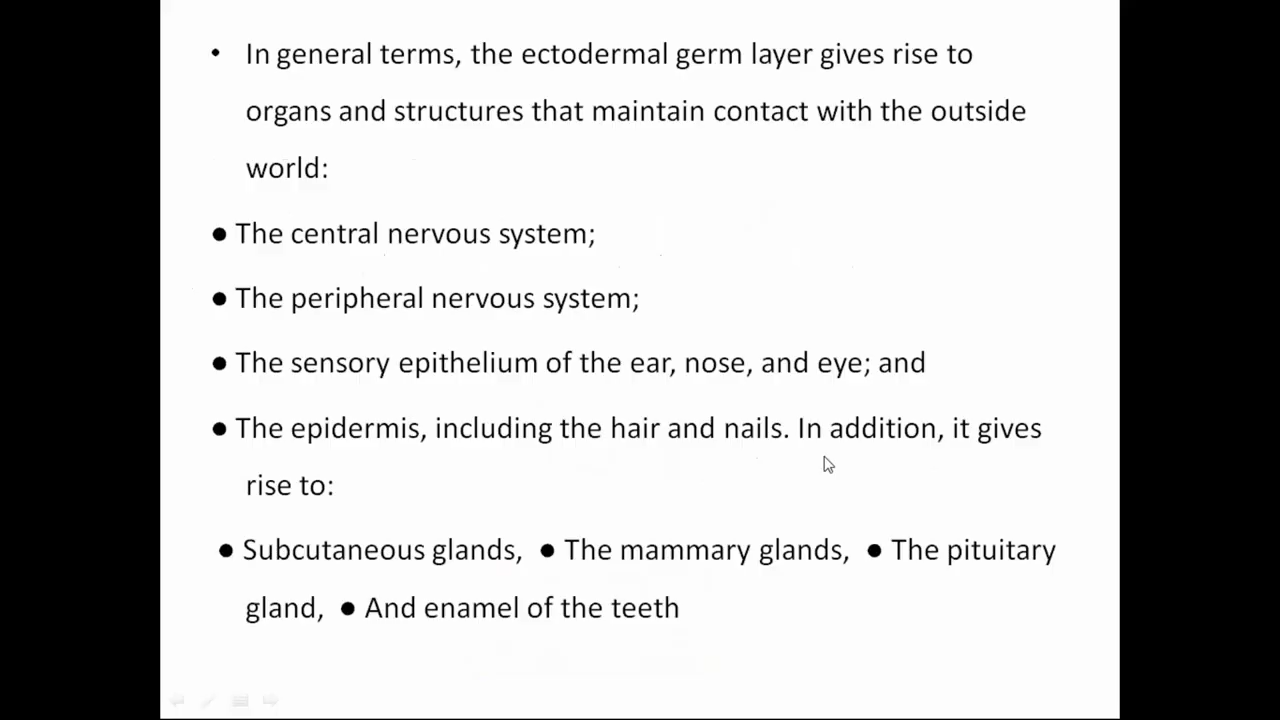 • In general terms, the ectodermal germ layer gives rise to
organs and structures that maintain contact with the outside
world:
● The central nervous system;
● The peripheral nervous system;
● The sensory epithelium of the ear, nose, and eye; and
● The epidermis, including the hair and nails. In addition, it gives
rise to:
● Subcutaneous glands, ● The mammary glands, ● The pituitary
gland, ● And enamel of the teeth